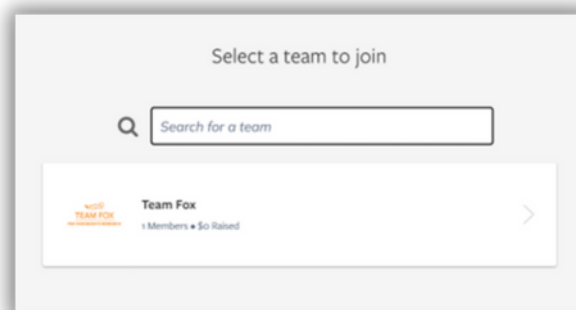 Select a team to join
Search for a team
TEAM FOX
Team Fox
1 Members • $0 Raised